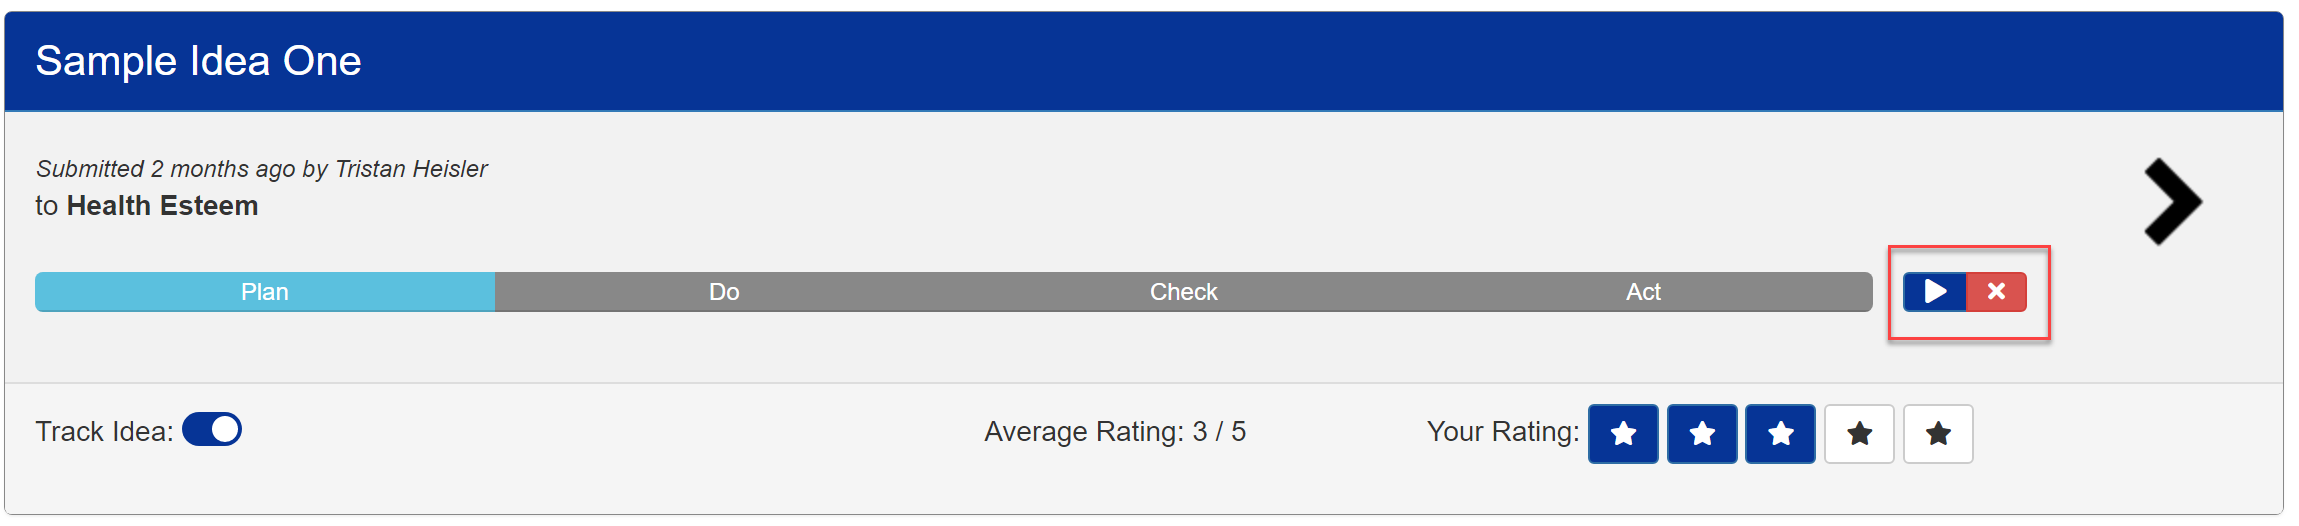 Sample Idea One
Submitted 2 months ago by Tristan Heisler
to Health Esteem
Plan Do Check Act
Track Idea: Average Rating: 3 / 5 Your Rating: